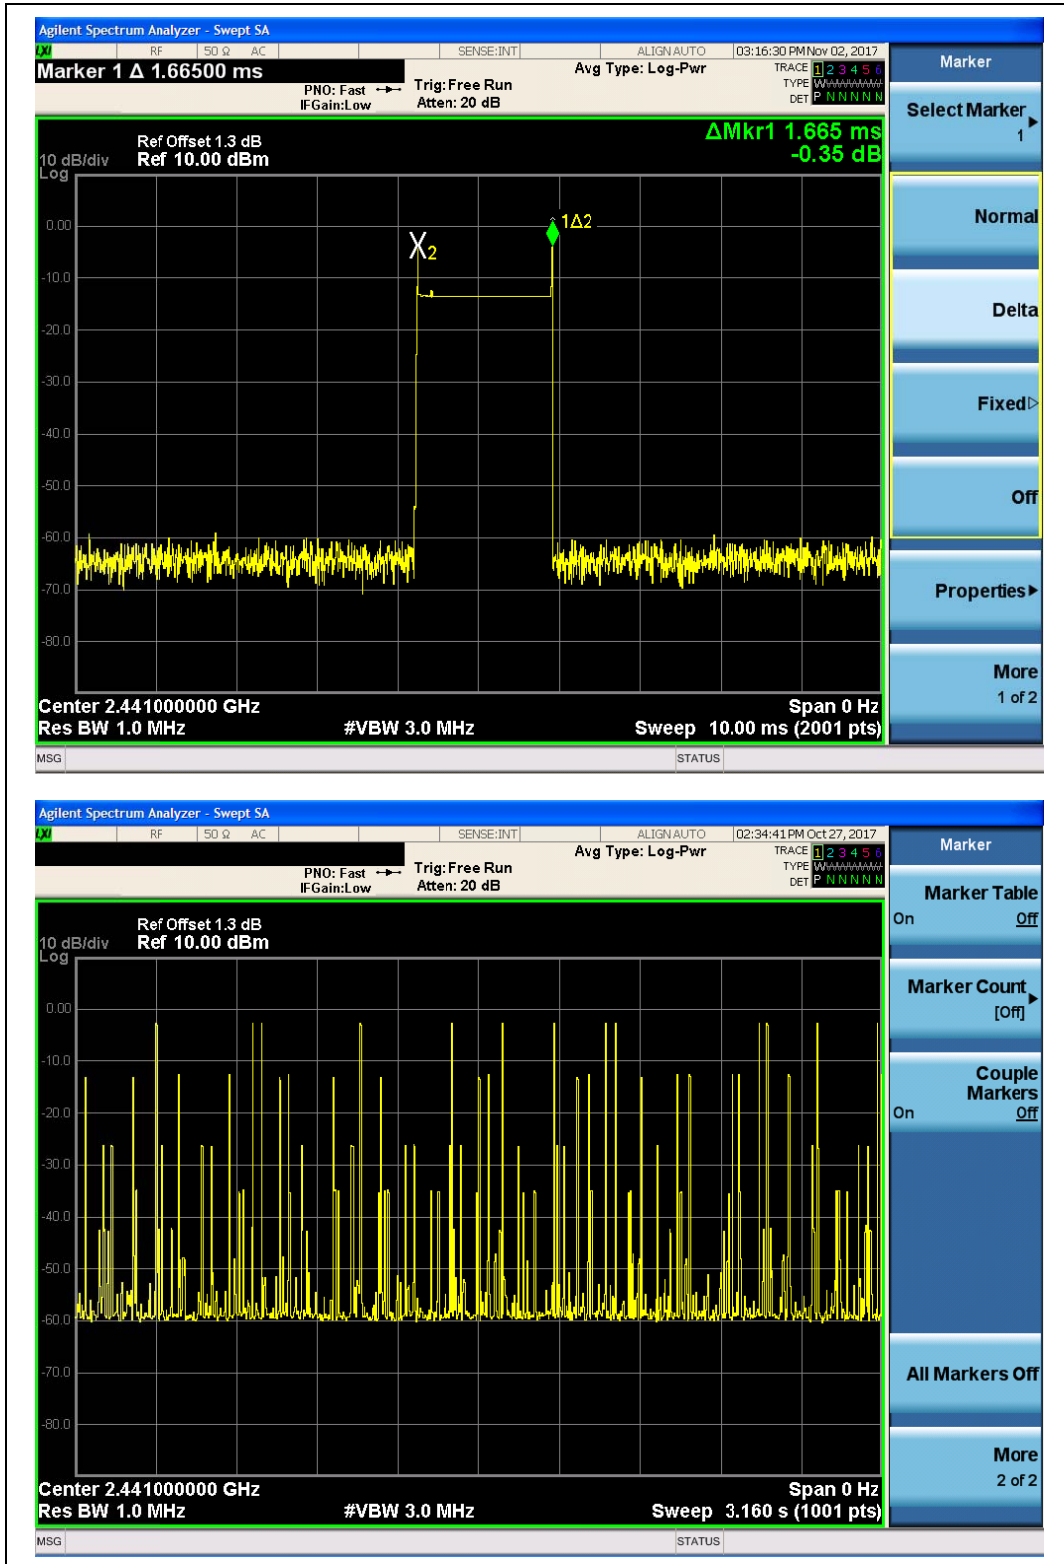 Agilent Spectrum Analyzer - Swept SA
LXI RF 50 Ω AC SENSE:INT ALIGN AUTO 03:16:30 PM Nov 02, 2017
Marker 1 Δ 1.66500 ms
PNO: Fast
IFGain:Low
Trig: Free Run
Atten: 20 dB
Avg Type: Log-Pwr
TRACE 1 2 3 4 5 6
TYPE WWWWWW
DET P N N N N N
ΔMkr1 1.665 ms
-0.35 dB
Ref Offset 1.3 dB
10 dB/div Ref 10.00 dBm
Log
0.00
-10.0
-20.0
-30.0
-40.0
-50.0
-60.0
-70.0
-80.0
X2
1Δ2
Center 2.441000000 GHz Span 0 Hz
Res BW 1.0 MHz #VBW 3.0 MHz Sweep 10.00 ms (2001 pts)
MSG STATUS
Marker
Select Marker
1
Normal
Delta
Fixed
Off
Properties
More
1 of 2
Agilent Spectrum Analyzer - Swept SA
LXI RF 50 Ω AC SENSE:INT ALIGN AUTO 02:34:41 PM Oct 27, 2017
PNO: Fast
IFGain:Low
Trig: Free Run
Atten: 20 dB
Avg Type: Log-Pwr
TRACE 1 2 3 4 5 6
TYPE WWWWWW
DET P N N N N N
Ref Offset 1.3 dB
10 dB/div Ref 10.00 dBm
Log
0.00
-10.0
-20.0
-30.0
-40.0
-50.0
-60.0
-70.0
-80.0
Center 2.441000000 GHz Span 0 Hz
Res BW 1.0 MHz #VBW 3.0 MHz Sweep 3.160 s (1001 pts)
MSG STATUS
Marker
Marker Table
On Off
Marker Count
[Off]
Couple
Markers
On Off
All Markers Off
More
2 of 2